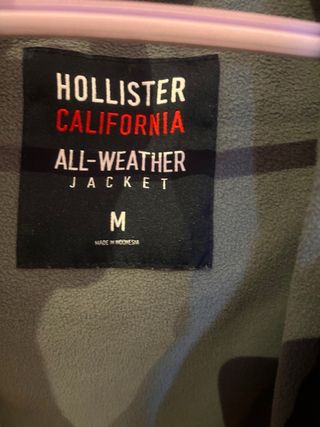 HOLLISTER
CALIFORNIA
ALL-WEATHER
JACKET
M
MADE IN INDONESIA